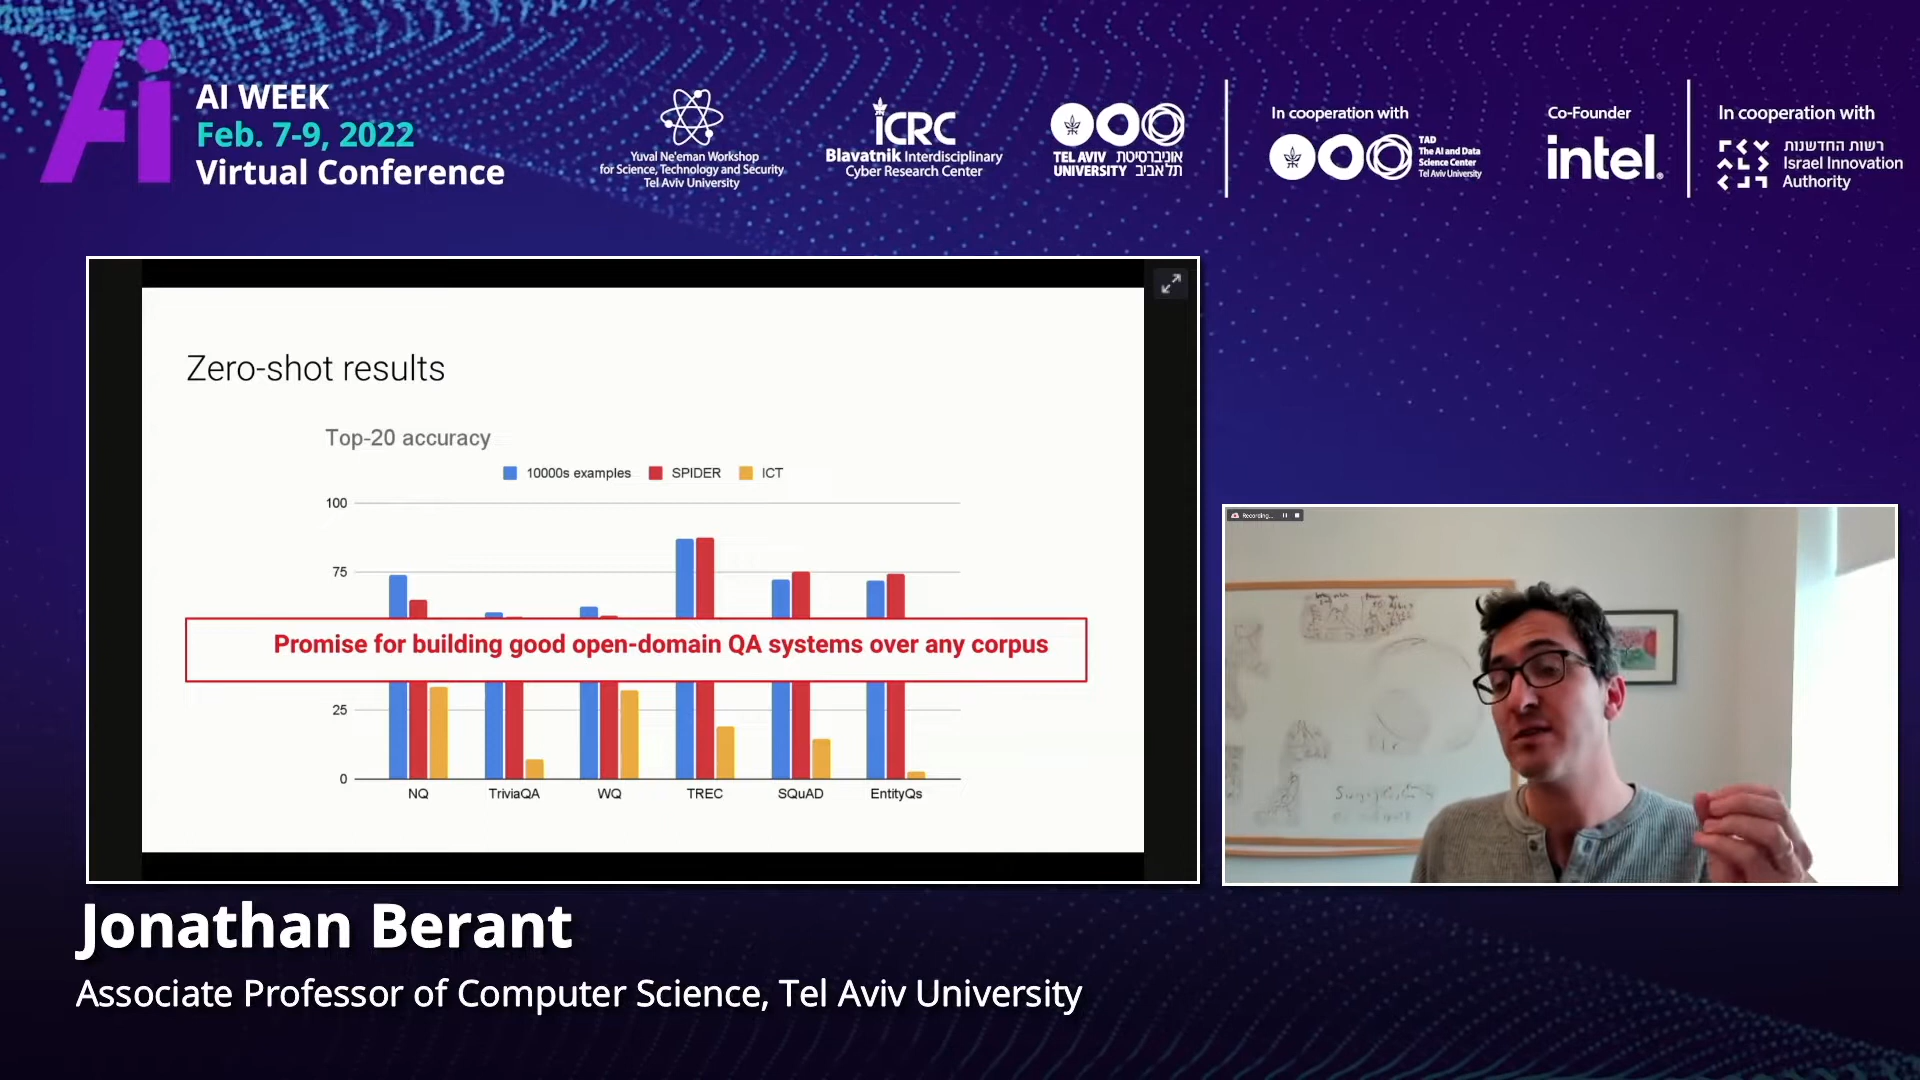 Ai
AI WEEK
Feb. 7-9, 2022
Virtual Conference
Yuval Ne'eman Workshop
for Science, Technology and Security
Tel Aviv University
iCRC
Blavatnik Interdisciplinary
Cyber Research Center
TEL AVIV אוניברסיטת
UNIVERSITY תל אביב
In cooperation with
TAD
The AI and Data
Science Center
Tel Aviv University
Co-Founder
intel.
In cooperation with
רשות החדשנות
Israel Innovation
Authority
Zero-shot results
Top-20 accuracy
10000s examples SPIDER ICT
100
75
Promise for building good open-domain QA systems over any corpus
25
0
NQ TriviaQA WQ TREC SQuAD EntityQs
Recording...
Jonathan Berant
Associate Professor of Computer Science, Tel Aviv University